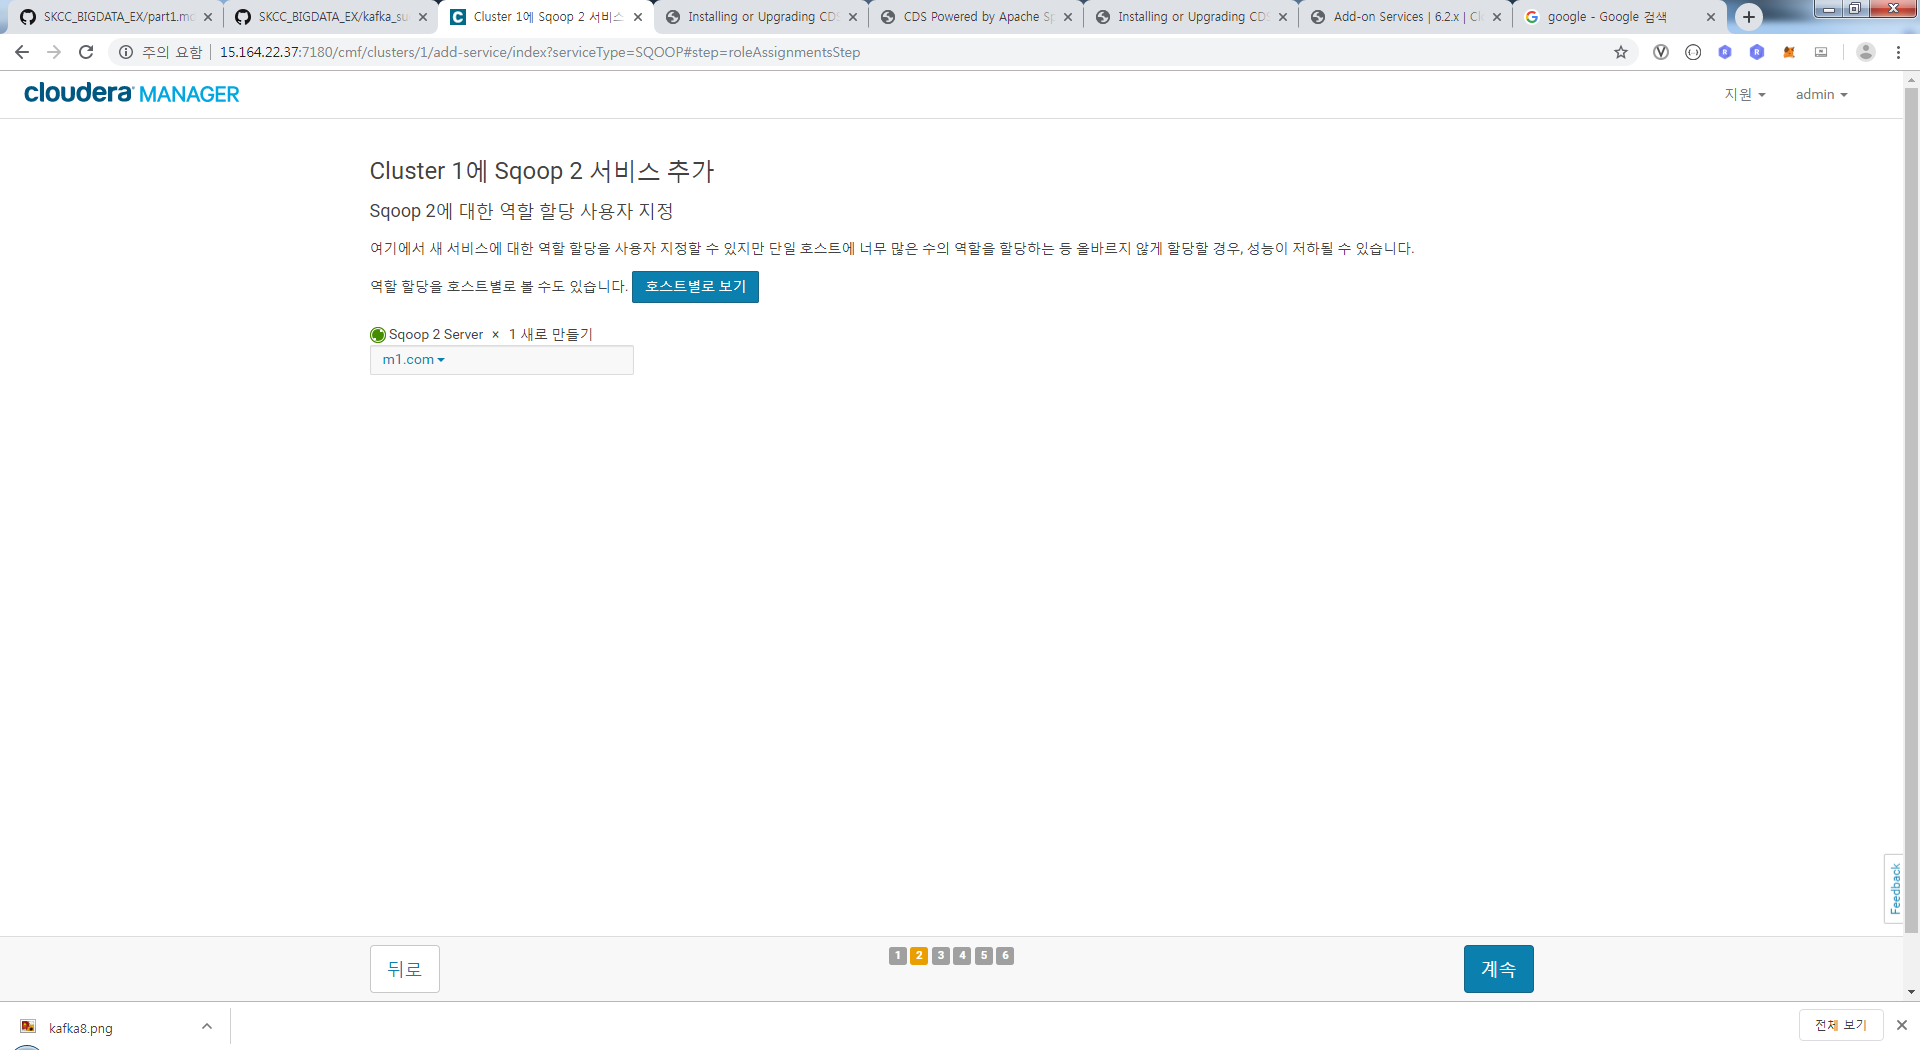 SKCC_BIGDATA_EX/part1.mc
SKCC_BIGDATA_EX/kafka_su
Cluster 1에 Sqoop 2 서비스
Installing or Upgrading CDS
CDS Powered by Apache Sp
Installing or Upgrading CDS
Add-on Services | 6.2.x | Cl
google - Google 검색
주의 요함
15.164.22.37:7180/cmf/clusters/1/add-service/index?serviceType=SQOOP#step=roleAssignmentsStep
cloudera MANAGER
지원
admin
Cluster 1에 Sqoop 2 서비스 추가
Sqoop 2에 대한 역할 할당 사용자 지정
여기에서 새 서비스에 대한 역할 할당을 사용자 지정할 수 있지만 단일 호스트에 너무 많은 수의 역할을 할당하는 등 올바르지 않게 할당할 경우, 성능이 저하될 수 있습니다.
역할 할당을 호스트별로 볼 수도 있습니다. 호스트별로 보기
Sqoop 2 Server × 1 새로 만들기
m1.com
Feedback
뒤로
1 2 3 4 5 6
계속
kafka8.png
전체 보기